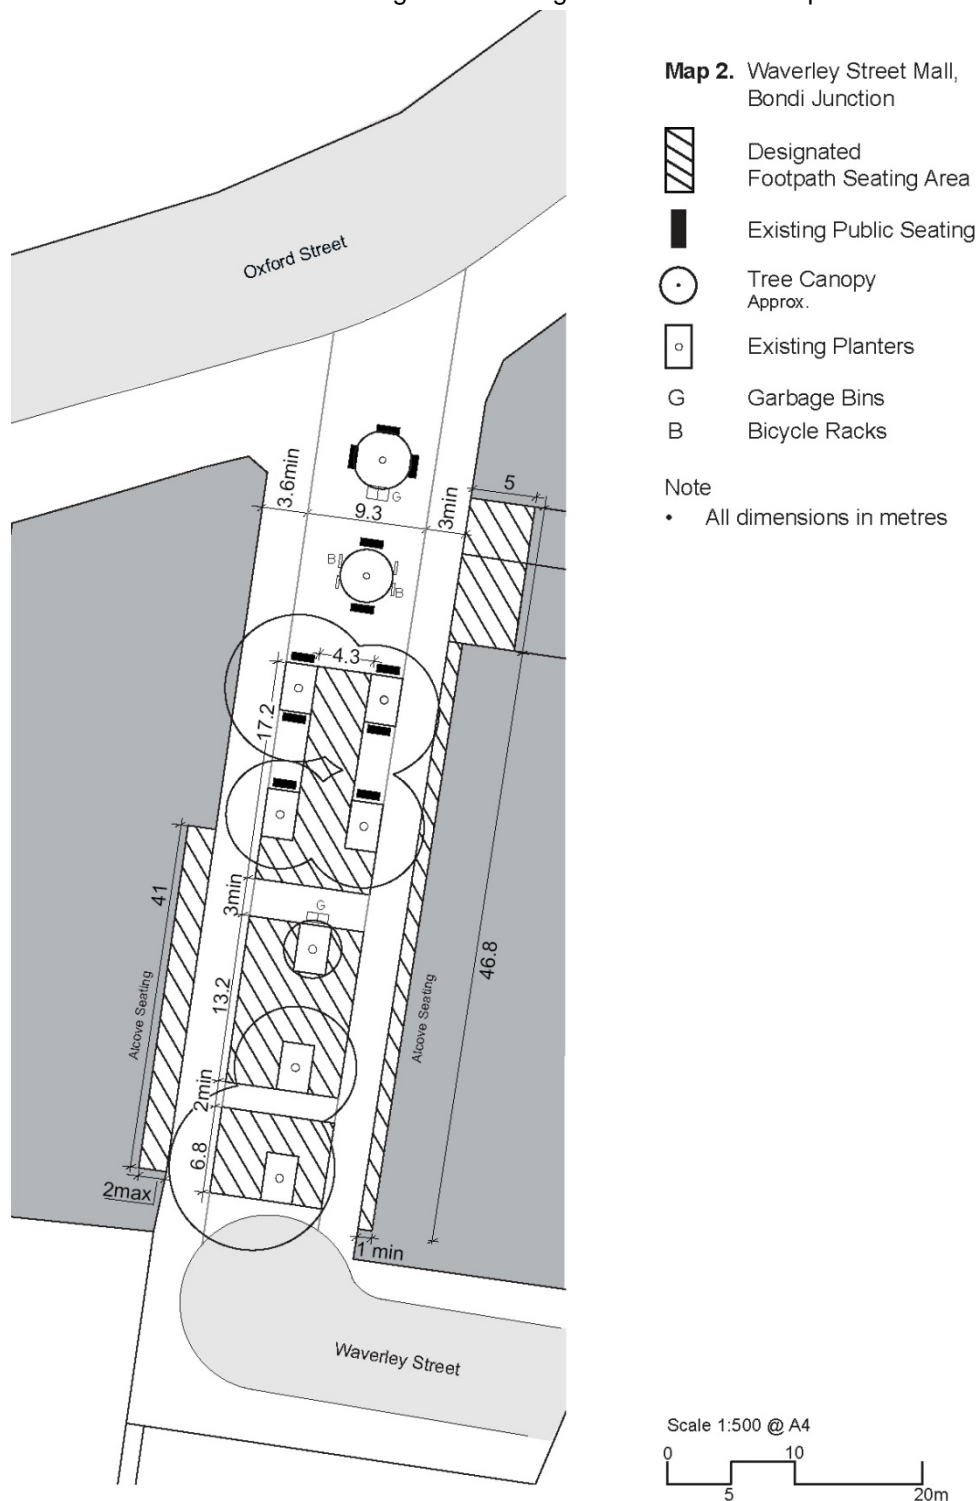 Map 2. Waverley Street Mall,
Bondi Junction
Designated
Footpath Seating Area
Existing Public Seating
Tree Canopy
Approx.
Existing Planters
G Garbage Bins
B Bicycle Racks
Note
• All dimensions in metres
Oxford Street
3.6min
9.3
3min
5
G
B
B
4.3
17.2
41
3min
G
13.2
46.8
Alcove Seating
Alcove Seating
2min
6.8
2max
1 min
Waverley Street
Scale 1:500 @ A4
0 10
5 20m